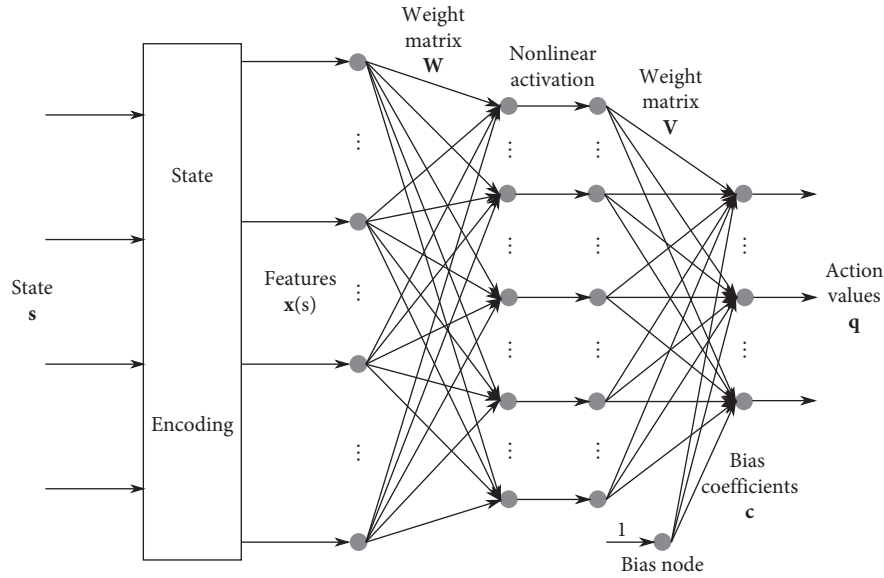 State
s
State
Encoding
Features
x(s)
Weight
matrix
W
Nonlinear
activation
Weight
matrix
V
Action
values
q
Bias
coefficients
c
1
Bias node